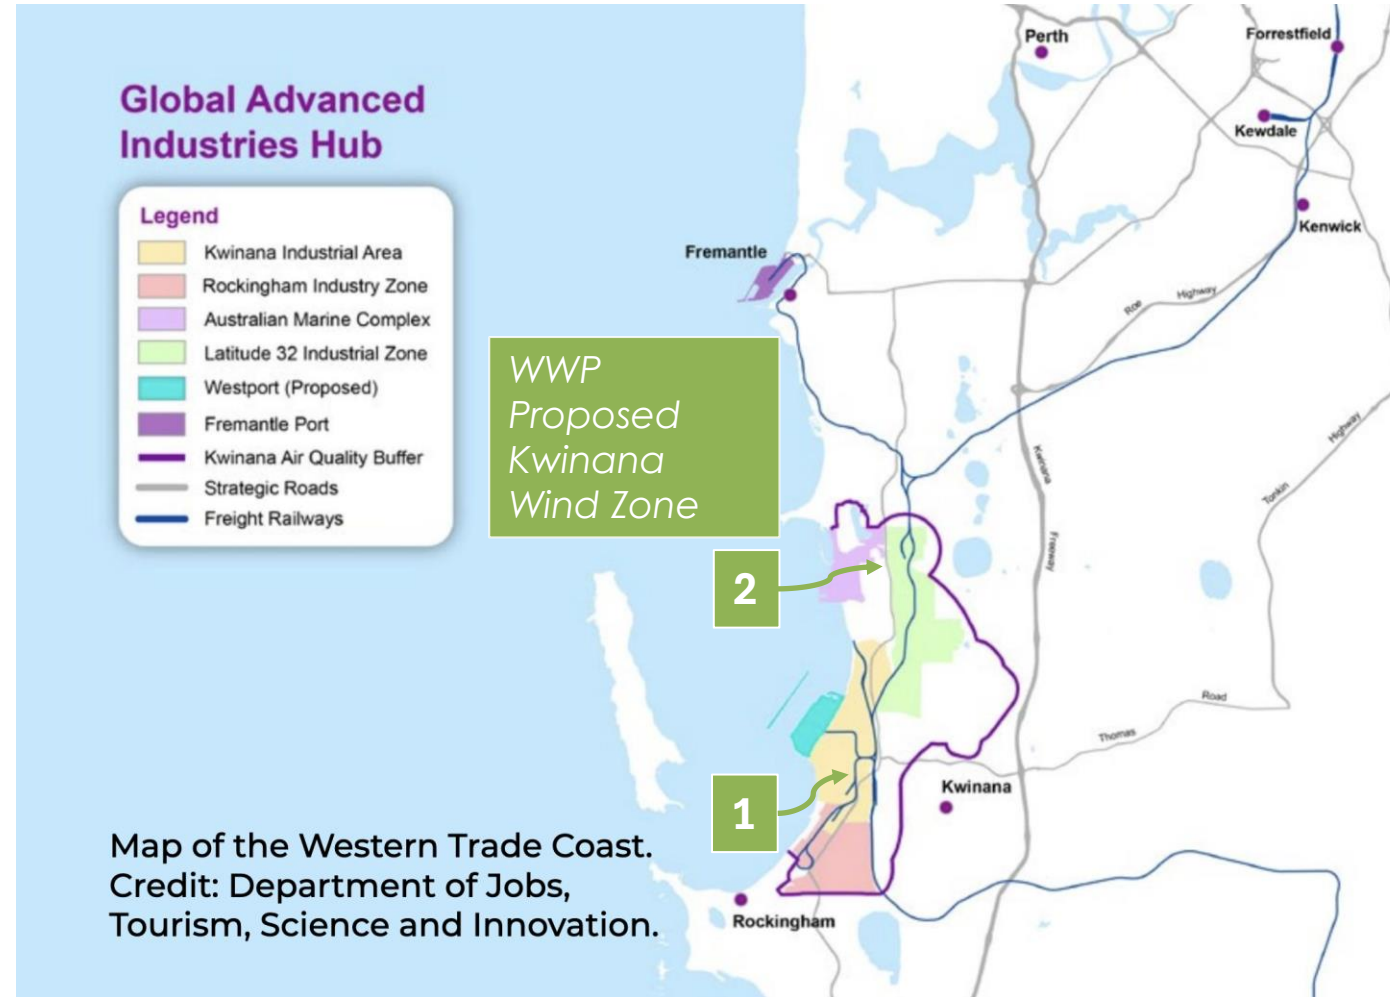 Global Advanced
Industries Hub
Legend
Kwinana Industrial Area
Rockingham Industry Zone
Australian Marine Complex
Latitude 32 Industrial Zone
Westport (Proposed)
Fremantle Port
Kwinana Air Quality Buffer
Strategic Roads
Freight Railways
Perth
Forrestfield
Kewdale
Kenwick
Fremantle
Roe
Highway
WWP
Proposed
Kwinana
Wind Zone
Kwinana
Freeway
Tonkin
Highway
2
Thomas
Road
1
Kwinana
Rockingham
Map of the Western Trade Coast.
Credit: Department of Jobs,
Tourism, Science and Innovation.